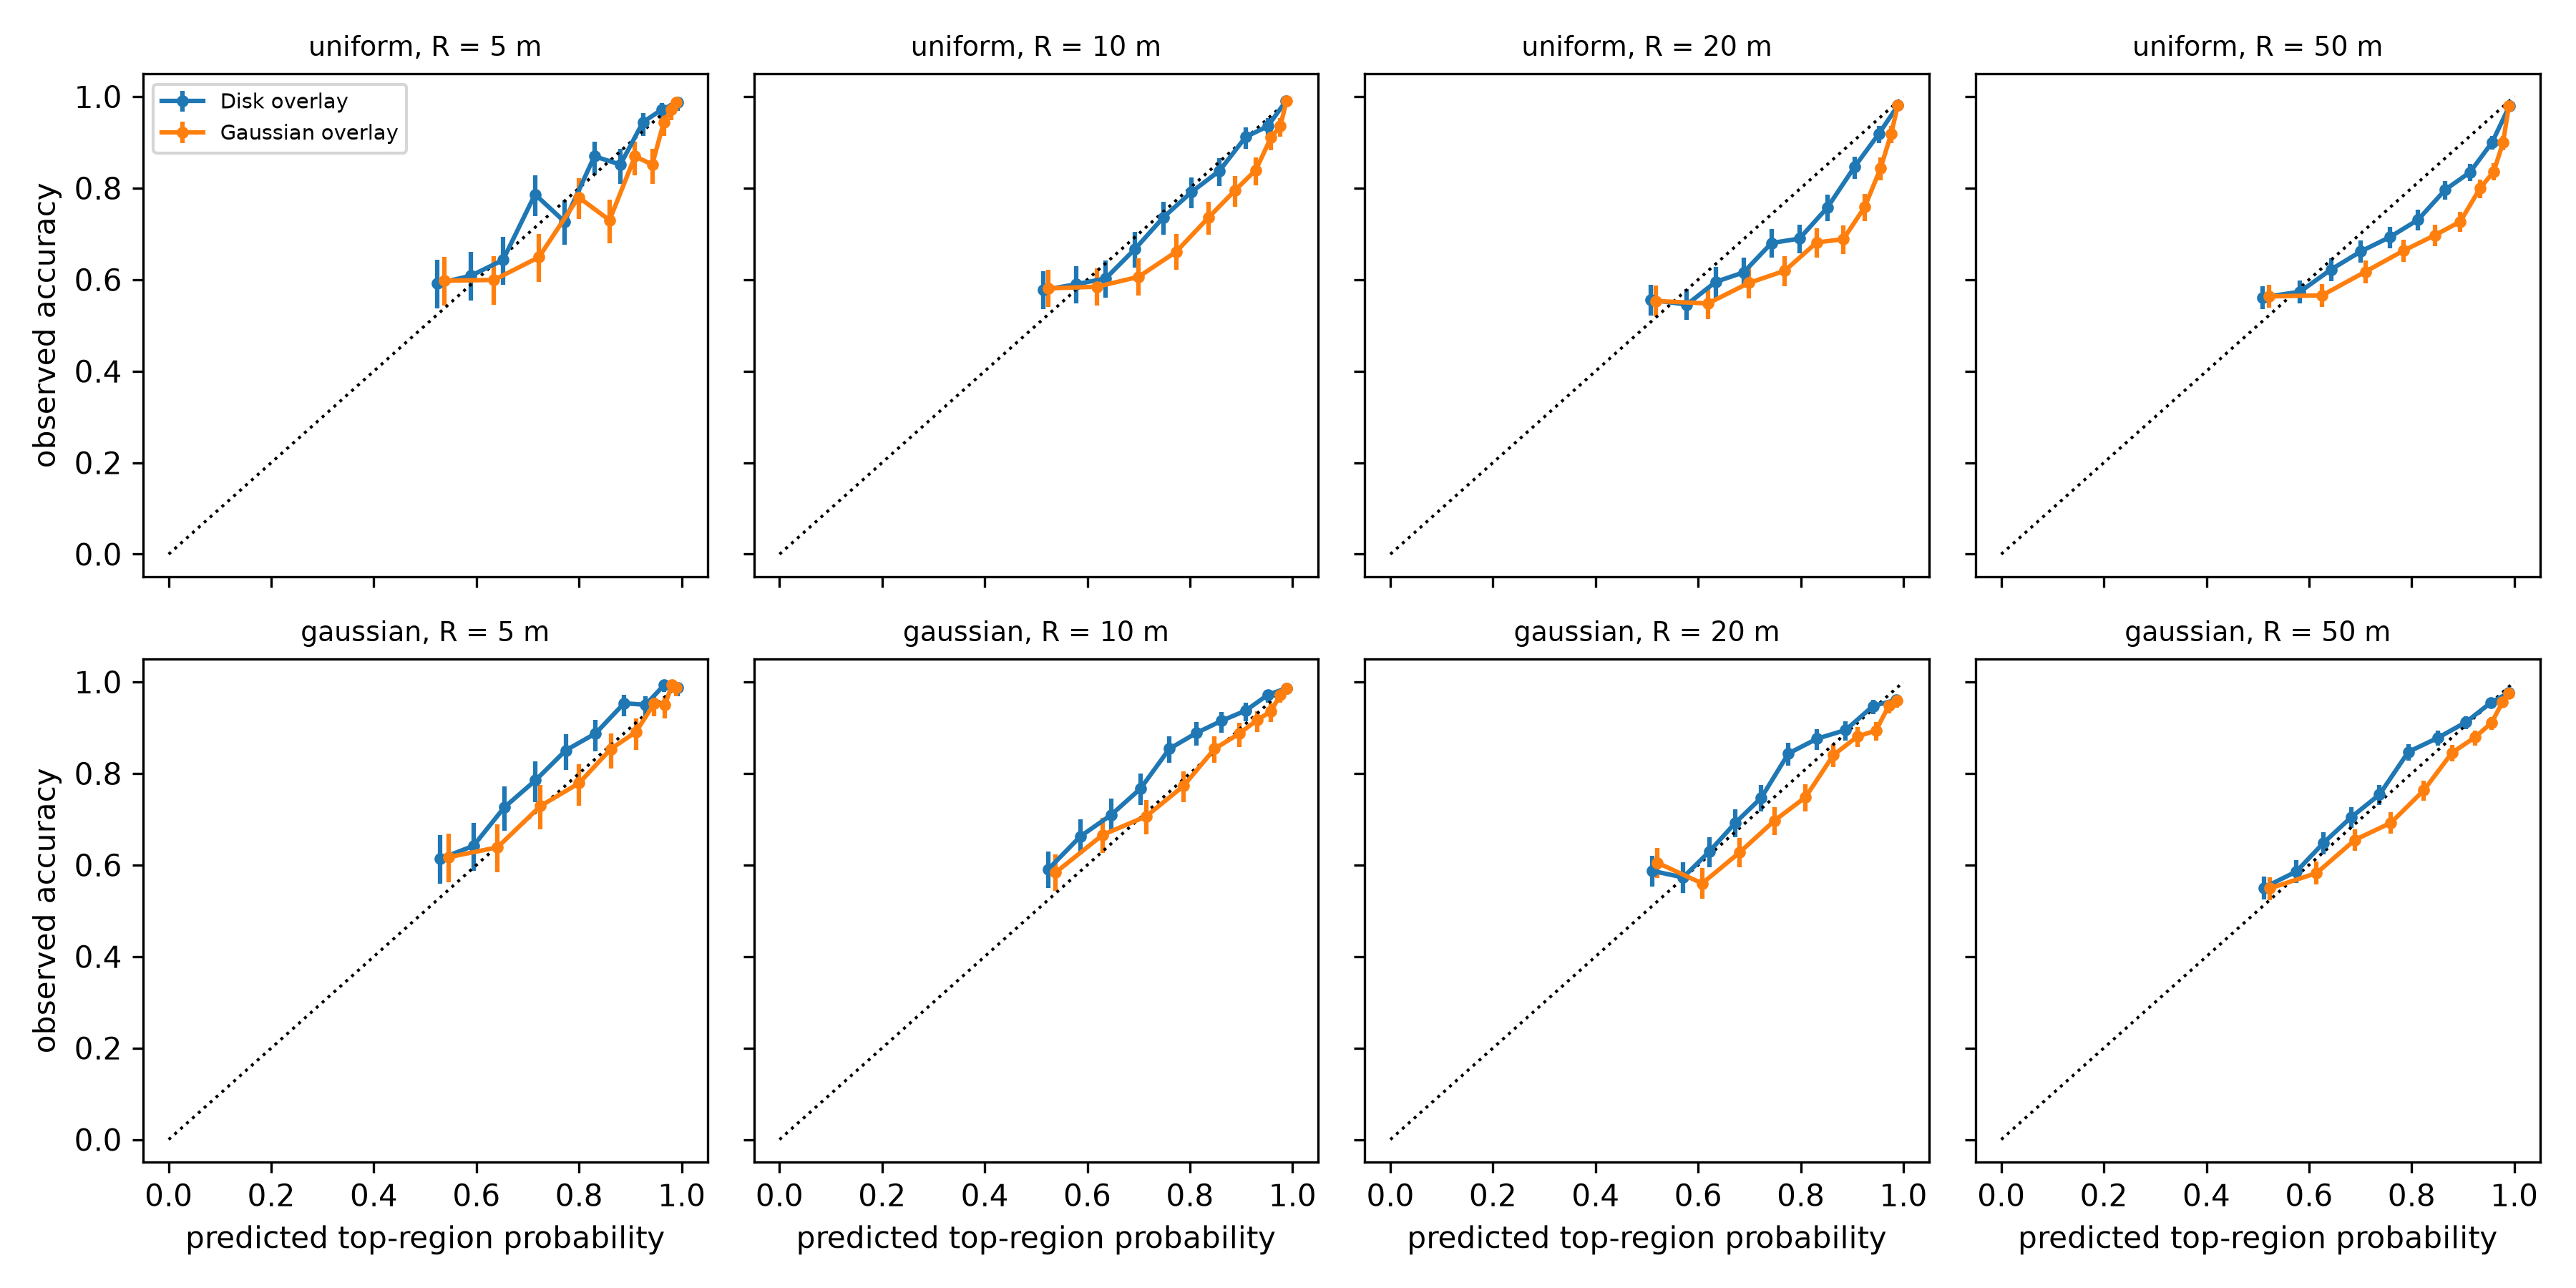 uniform, R = 5 m
uniform, R = 10 m
uniform, R = 20 m
uniform, R = 50 m
Disk overlay
Gaussian overlay
observed accuracy
1.0
0.8
0.6
0.4
0.2
0.0
gaussian, R = 5 m
gaussian, R = 10 m
gaussian, R = 20 m
gaussian, R = 50 m
observed accuracy
1.0
0.8
0.6
0.4
0.2
0.0
0.0 0.2 0.4 0.6 0.8 1.0
0.0 0.2 0.4 0.6 0.8 1.0
0.0 0.2 0.4 0.6 0.8 1.0
0.0 0.2 0.4 0.6 0.8 1.0
predicted top-region probability
predicted top-region probability
predicted top-region probability
predicted top-region probability